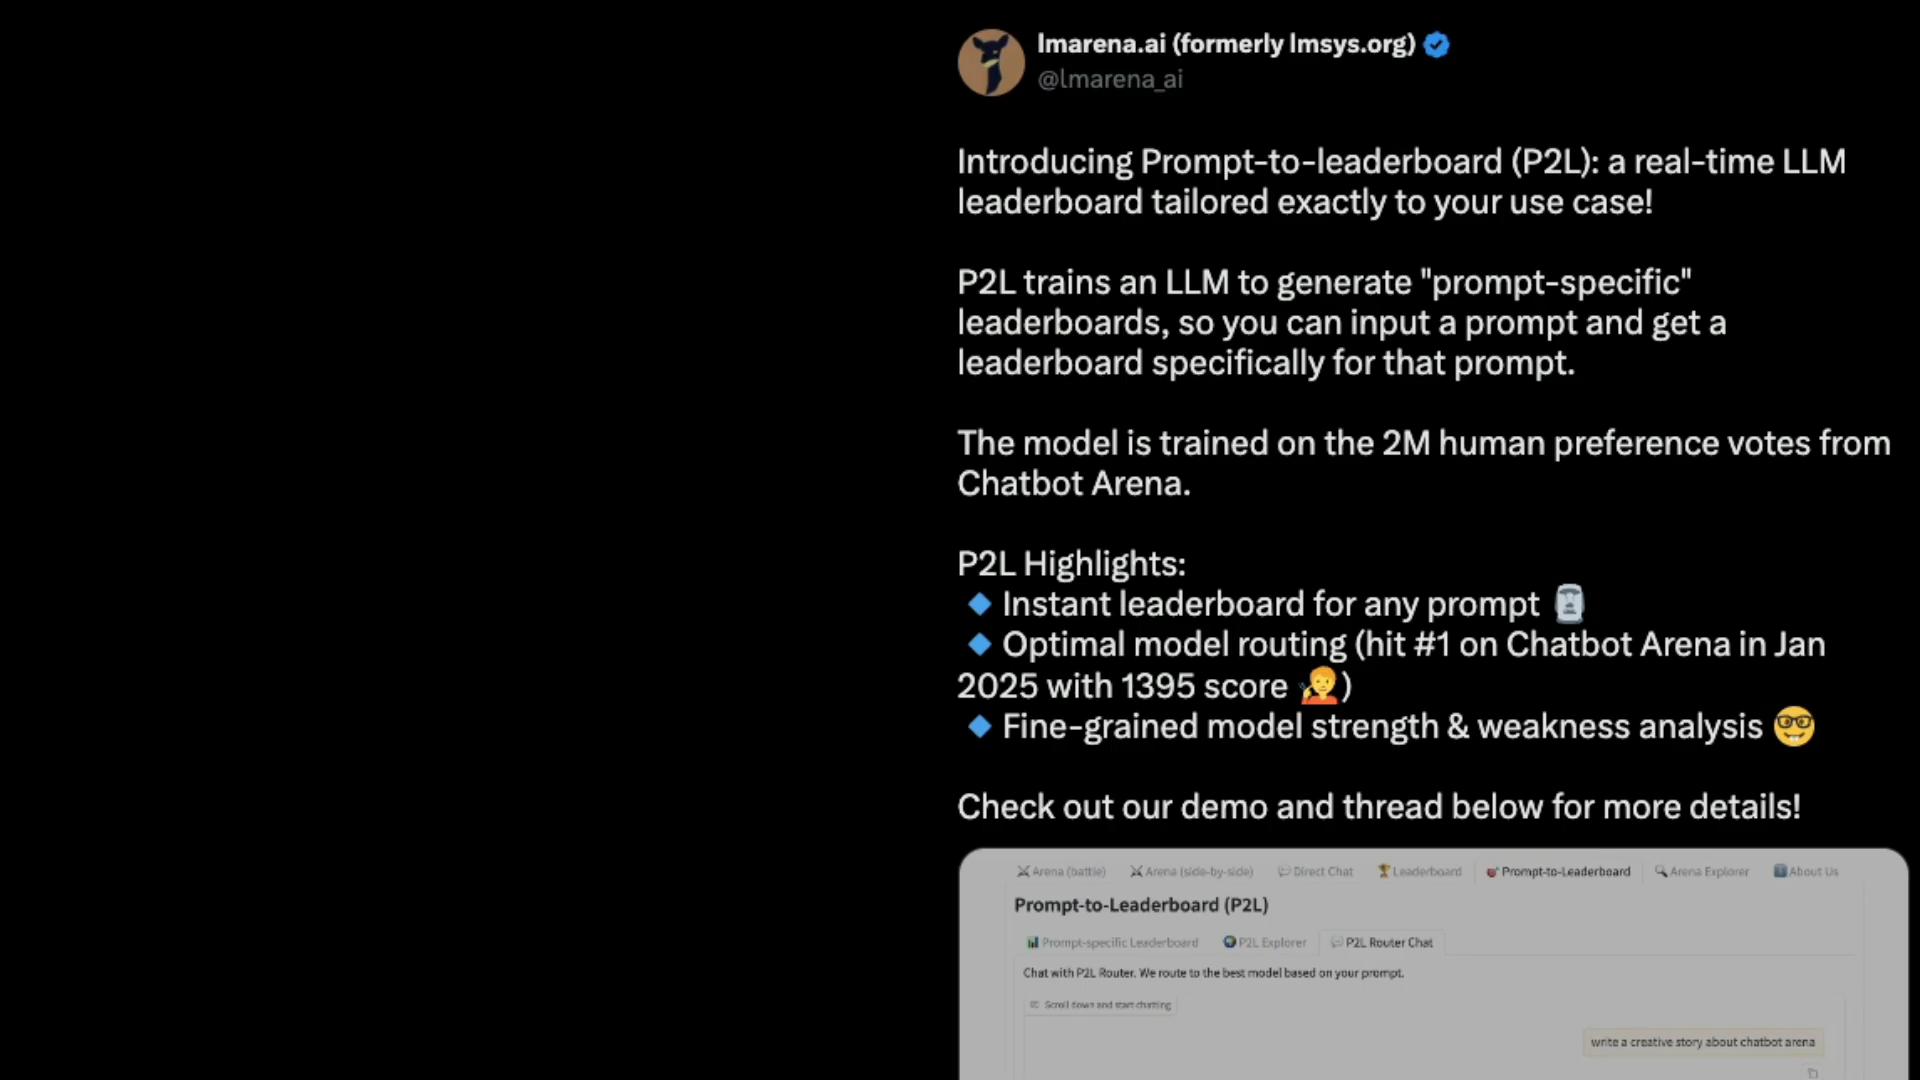 lmarena.ai (formerly lmsys.org)
@lmarena_ai
Introducing Prompt-to-leaderboard (P2L): a real-time LLM
leaderboard tailored exactly to your use case!
P2L trains an LLM to generate "prompt-specific"
leaderboards, so you can input a prompt and get a
leaderboard specifically for that prompt.
The model is trained on the 2M human preference votes from
Chatbot Arena.
P2L Highlights:
🔹 Instant leaderboard for any prompt 🗿
🔹 Optimal model routing (hit #1 on Chatbot Arena in Jan
2025 with 1395 score 🧏)
🔹 Fine-grained model strength & weakness analysis 🤓
Check out our demo and thread below for more details!
Arena (battle) Arena (side-by-side) Direct Chat Leaderboard Prompt-to-Leaderboard Arena Explorer About Us
Prompt-to-Leaderboard (P2L)
Prompt-specific Leaderboard P2L Explorer P2L Router Chat
Chat with P2L Router. We route to the best model based on your prompt.
Scroll down and start chatting
write a creative story about chatbot arena